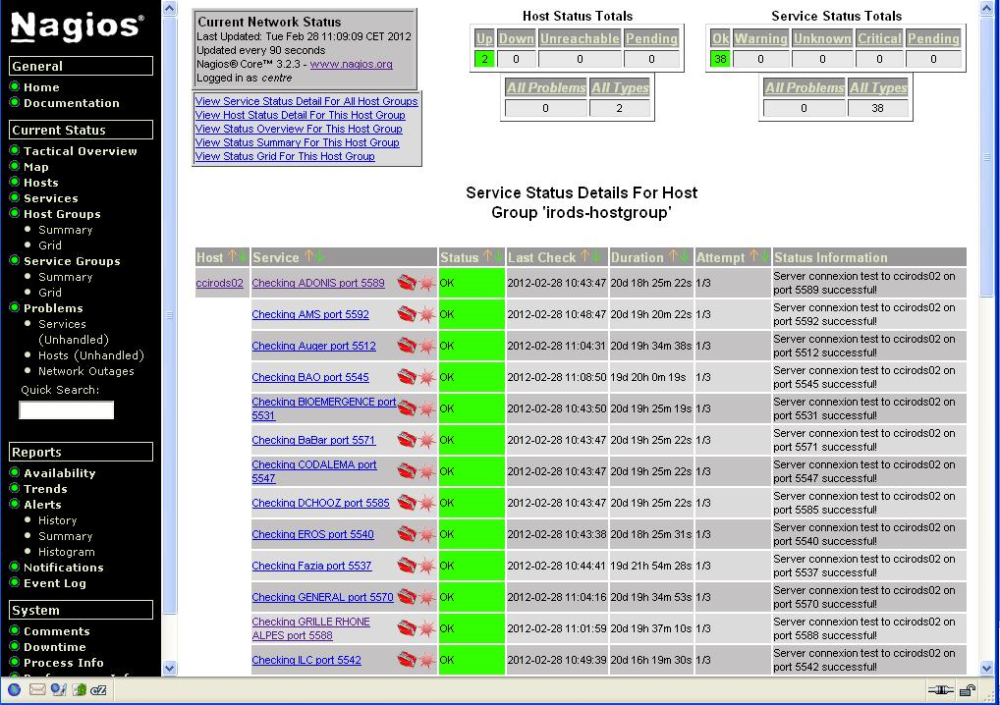 Nagios®
General
Home
Documentation
Current Status
Tactical Overview
Map
Hosts
Services
Host Groups
Summary
Grid
Service Groups
Summary
Grid
Problems
Services
(Unhandled)
Hosts (Unhandled)
Network Outages
Quick Search:
Reports
Availability
Trends
Alerts
History
Summary
Histogram
Notifications
Event Log
System
Comments
Downtime
Process Info
Current Network Status
Last Updated: Tue Feb 28 11:09:09 CET 2012
Updated every 90 seconds
Nagios® Core™ 3.2.3 - www.nagios.org
Logged in as centre
View Service Status Detail For All Host Groups
View Host Status Detail For This Host Group
View Status Overview For This Host Group
View Status Summary For This Host Group
View Status Grid For This Host Group
Host Status Totals
Up Down Unreachable Pending
2 0 0 0
All Problems All Types
0 2
Service Status Totals
Ok Warning Unknown Critical Pending
38 0 0 0 0
All Problems All Types
0 38
Service Status Details For Host
Group 'irods-hostgroup'
Host Service Status Last Check Duration Attempt Status Information
ccirods02 Checking ADONIS port 5589 OK 2012-02-28 10:43:47 20d 18h 25m 22s 1/3 Server connexion test to ccirods02 on
port 5589 successful!
Checking AMS port 5592 OK 2012-02-28 10:48:47 20d 19h 20m 22s 1/3 Server connexion test to ccirods02 on
port 5592 successful!
Checking Auger port 5512 OK 2012-02-28 11:04:31 20d 19h 34m 38s 1/3 Server connexion test to ccirods02 on
port 5512 successful!
Checking BAO port 5545 OK 2012-02-28 11:08:50 19d 20h 0m 19s 1/3 Server connexion test to ccirods02 on
port 5545 successful!
Checking BIOEMERGENCE port OK 2012-02-28 10:43:50 20d 19h 25m 19s 1/3 Server connexion test to ccirods02 on
5531 port 5531 successful!
Checking BaBar port 5571 OK 2012-02-28 10:43:47 20d 19h 25m 22s 1/3 Server connexion test to ccirods02 on
port 5571 successful!
Checking CODALEMA port OK 2012-02-28 10:43:47 20d 19h 25m 22s 1/3 Server connexion test to ccirods02 on
5547 port 5547 successful!
Checking DCHOOZ port 5585 OK 2012-02-28 10:43:47 20d 19h 25m 22s 1/3 Server connexion test to ccirods02 on
port 5585 successful!
Checking EROS port 5540 OK 2012-02-28 10:43:38 20d 18h 25m 31s 1/3 Server connexion test to ccirods02 on
port 5540 successful!
Checking Fazia port 5537 OK 2012-02-28 10:44:41 19d 21h 54m 28s 1/3 Server connexion test to ccirods02 on
port 5537 successful!
Checking GENERAL port 5570 OK 2012-02-28 11:04:16 20d 19h 34m 53s 1/3 Server connexion test to ccirods02 on
port 5570 successful!
Checking GRILLE RHONE OK 2012-02-28 11:01:59 20d 19h 37m 10s 1/3 Server connexion test to ccirods02 on
ALPES port 5588 port 5588 successful!
Checking ILC port 5542 OK 2012-02-28 10:49:39 20d 16h 19m 30s 1/3 Server connexion test to ccirods02 on
port 5542 successful!